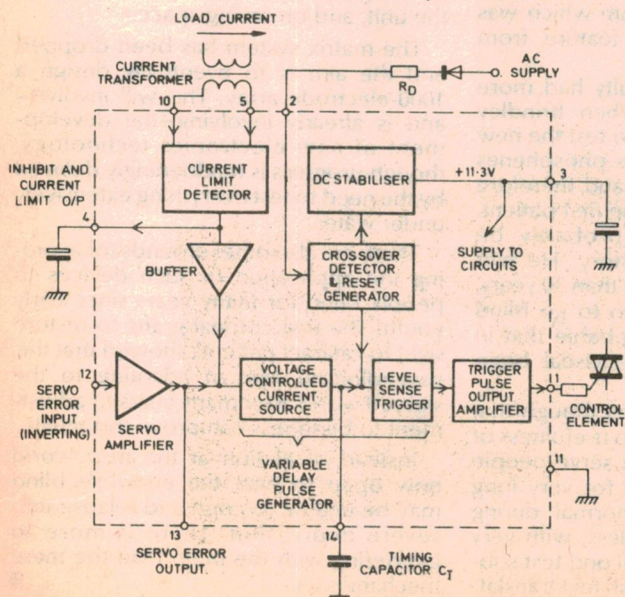 LOAD CURRENT
CURRENT
TRANSFORMER
AC
SUPPLY
RD
10
5
2
INHIBIT AND
CURRENT
LIMIT O/P
CURRENT
LIMIT
DETECTOR
DC STABILISER
+11·3V
3
4
BUFFER
CROSSOVER
DETECTOR
& RESET
GENERATOR
SUPPLY TO
CIRCUITS
12
SERVO
ERROR
INPUT
(INVERTING)
SERVO
AMPLIFIER
VOLTAGE
CONTROLLED
CURRENT
SOURCE
LEVEL
SENSE
TRIGGER
TRIGGER
PULSE OUTPUT
AMPLIFIER
1
CONTROL
ELEMENT
11
VARIABLE
DELAY
PULSE
GENERATOR
13
14
SERVO ERROR
OUTPUT
TIMING
CAPACITOR CT